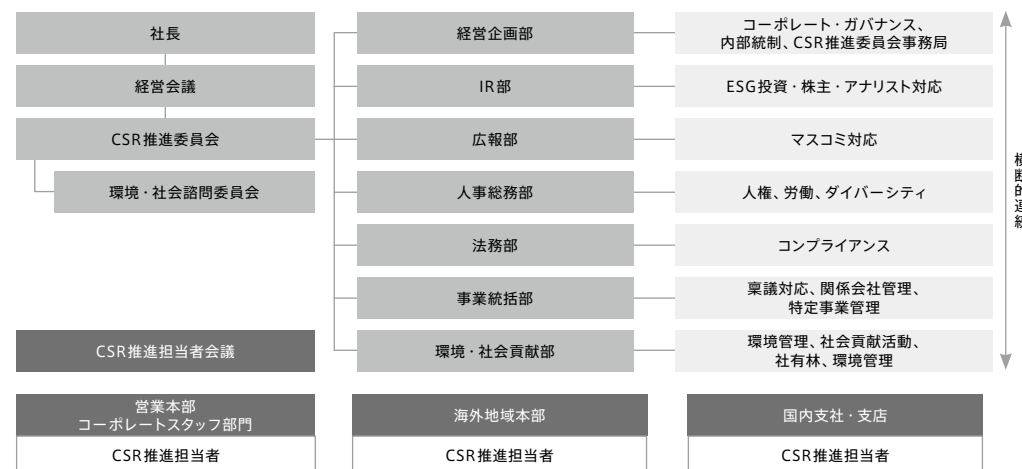 社長
経営会議
CSR推進委員会
環境・社会諮問委員会
経営企画部
IR部
広報部
人事総務部
法務部
事業統括部
環境・社会貢献部
コーポレート・ガバナンス、
内部統制、CSR推進委員会事務局
ESG投資・株主・アナリスト対応
マスコミ対応
人権、労働、ダイバーシティ
コンプライアンス
稟議対応、関係会社管理、
特定事業管理
環境管理、社会貢献活動、
社有林、環境管理
横断的連続
CSR推進担当者会議
営業本部
コーポレートスタッフ部門
CSR推進担当者
海外地域本部
CSR推進担当者
国内支社・支店
CSR推進担当者